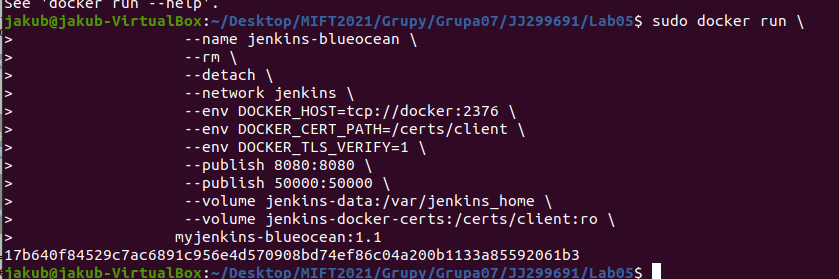 See 'docker run --help'.
jakub@jakub-VirtualBox:~/Desktop/MIFT2021/Grupy/Grupa07/JJ299691/Lab05$ sudo docker run \
> --name jenkins-blueocean \
> --rm \
> --detach \
> --network jenkins \
> --env DOCKER_HOST=tcp://docker:2376 \
> --env DOCKER_CERT_PATH=/certs/client \
> --env DOCKER_TLS_VERIFY=1 \
> --publish 8080:8080 \
> --publish 50000:50000 \
> --volume jenkins-data:/var/jenkins_home \
> --volume jenkins-docker-certs:/certs/client:ro \
> myjenkins-blueocean:1.1
17b640f84529c7ac6891c956e4d570908bd74ef86c04a200b1133a85592061b3
jakub@jakub-VirtualBox:~/Desktop/MIFT2021/Grupy/Grupa07/JJ299691/Lab05$